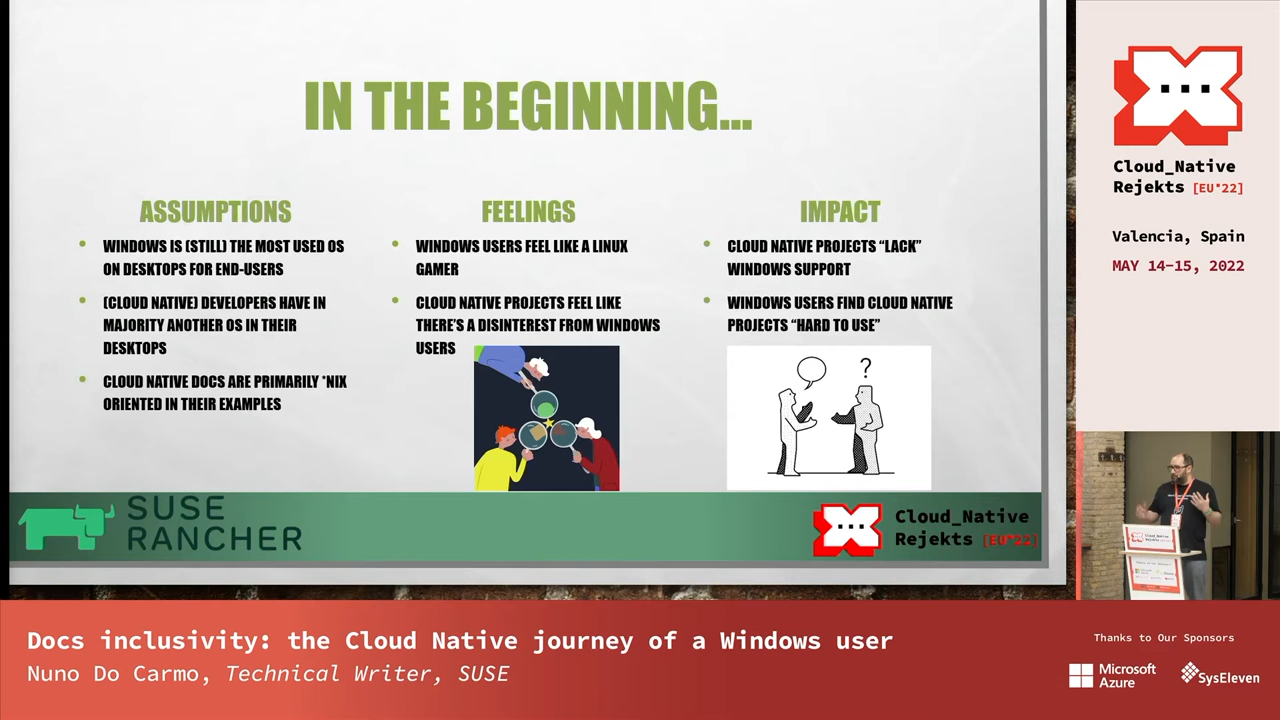 IN THE BEGINNING...
ASSUMPTIONS
WINDOWS IS (STILL) THE MOST USED OS
ON DESKTOPS FOR END-USERS
(CLOUD NATIVE) DEVELOPERS HAVE IN
MAJORITY ANOTHER OS IN THEIR
DESKTOPS
CLOUD NATIVE DOCS ARE PRIMARILY *NIX
ORIENTED IN THEIR EXAMPLES
FEELINGS
WINDOWS USERS FEEL LIKE A LINUX
GAMER
CLOUD NATIVE PROJECTS FEEL LIKE
THERE'S A DISINTEREST FROM WINDOWS
USERS
IMPACT
CLOUD NATIVE PROJECTS “LACK”
WINDOWS SUPPORT
WINDOWS USERS FIND CLOUD NATIVE
PROJECTS “HARD TO USE”
?
SUSE
RANCHER
Cloud_Native
Rejekts [EU*22]
Cloud_Native
Rejekts [EU*22]
Valencia, Spain
MAY 14-15, 2022
Docs inclusivity: the Cloud Native journey of a Windows user
Nuno Do Carmo, Technical Writer, SUSE
Thanks to Our Sponsors
Microsoft
Azure
SysEleven